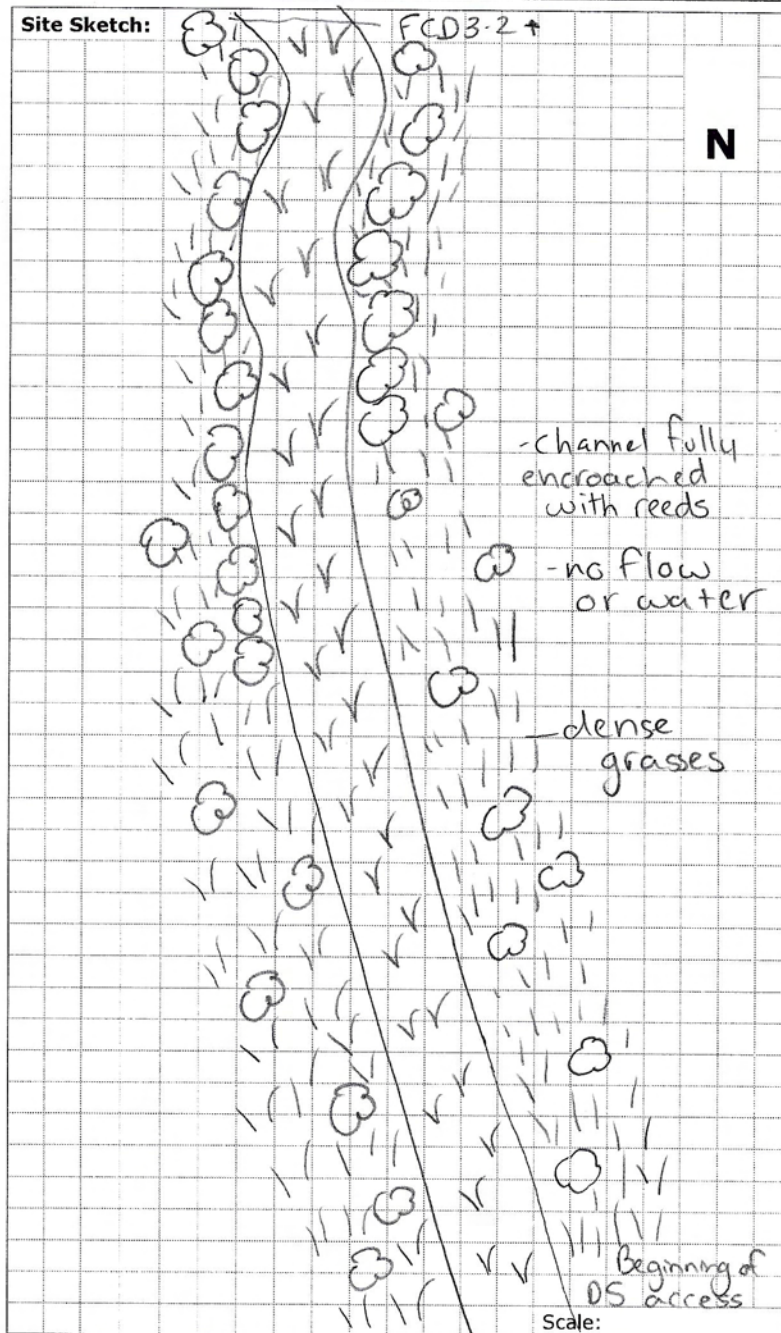 Site Sketch:
FCD3-2
N
-channel fully
encroached
with reeds
-no flow
or water
dense
grasses
Beginning of
DS access
Scale: